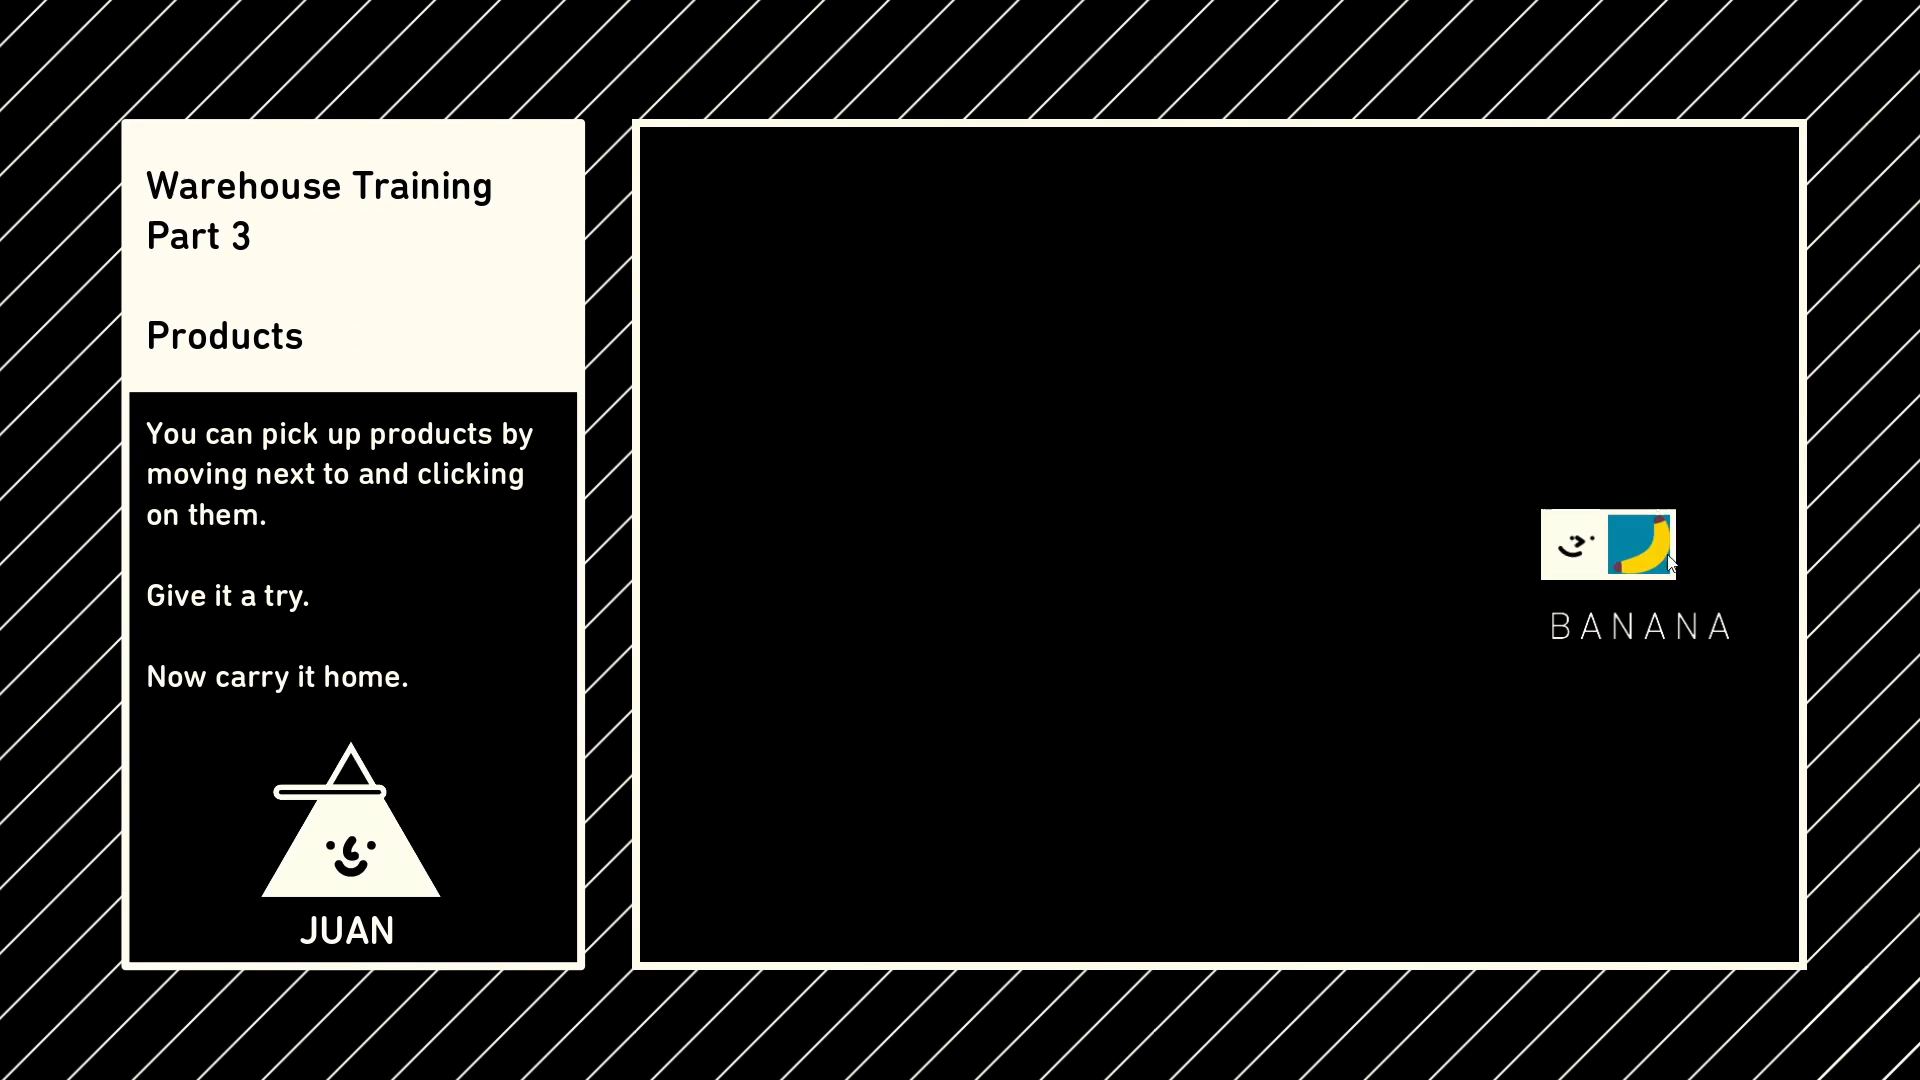 Warehouse Training
Part 3
Products
You can pick up products by
moving next to and clicking
on them.
Give it a try.
Now carry it home.
JUAN
BANANA